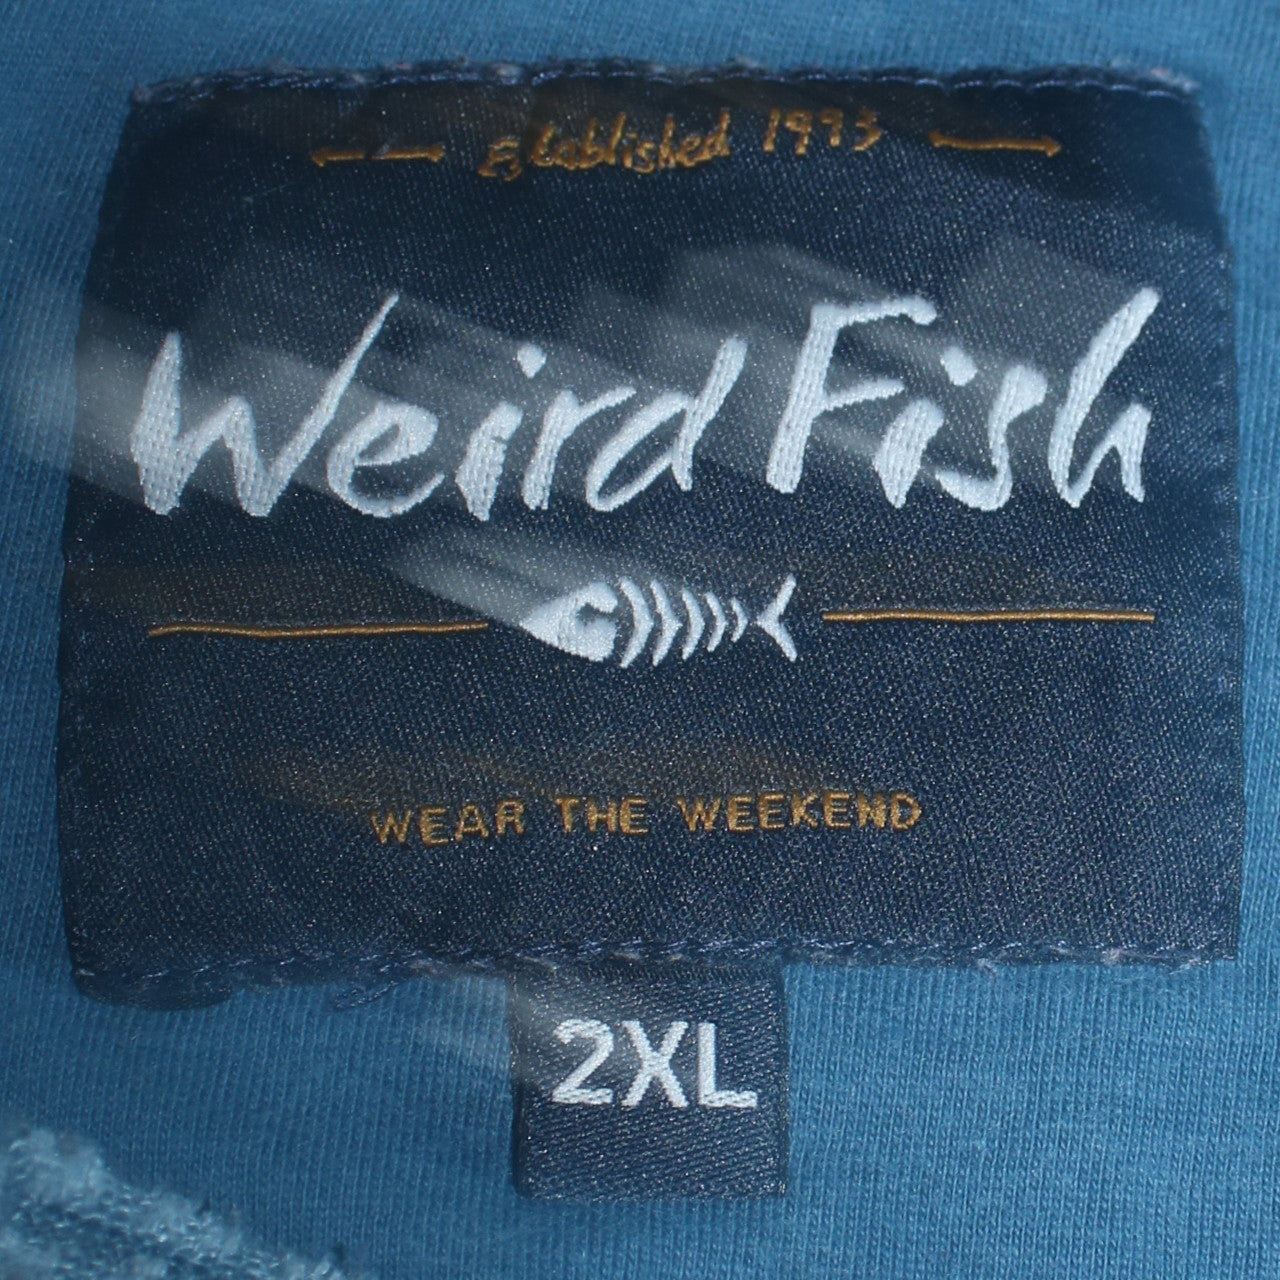 Established 1993
Weird Fish
WEAR THE WEEKEND
2XL